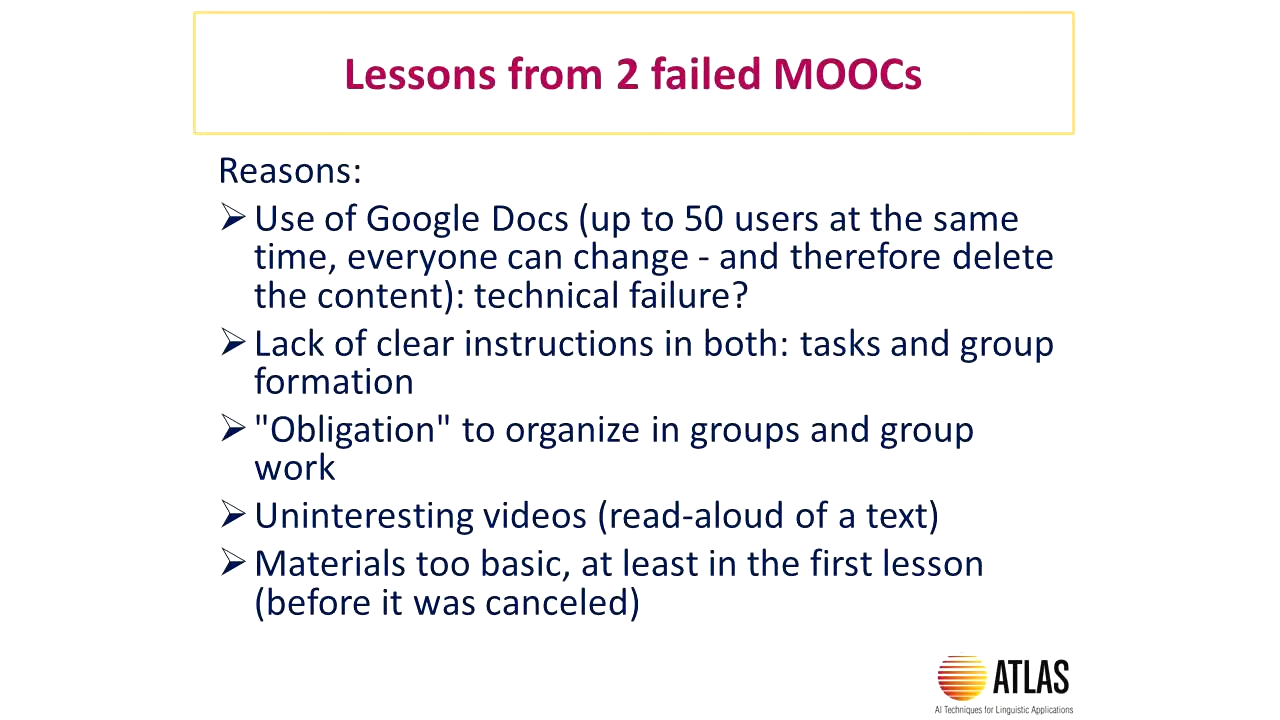 Lessons from 2 failed MOOCs
Reasons:
➢ Use of Google Docs (up to 50 users at the same
time, everyone can change - and therefore delete
the content): technical failure?
➢ Lack of clear instructions in both: tasks and group
formation
➢ "Obligation" to organize in groups and group
work
➢ Uninteresting videos (read-aloud of a text)
➢ Materials too basic, at least in the first lesson
(before it was canceled)
ATLAS
AI Techniques for Linguistic Applications